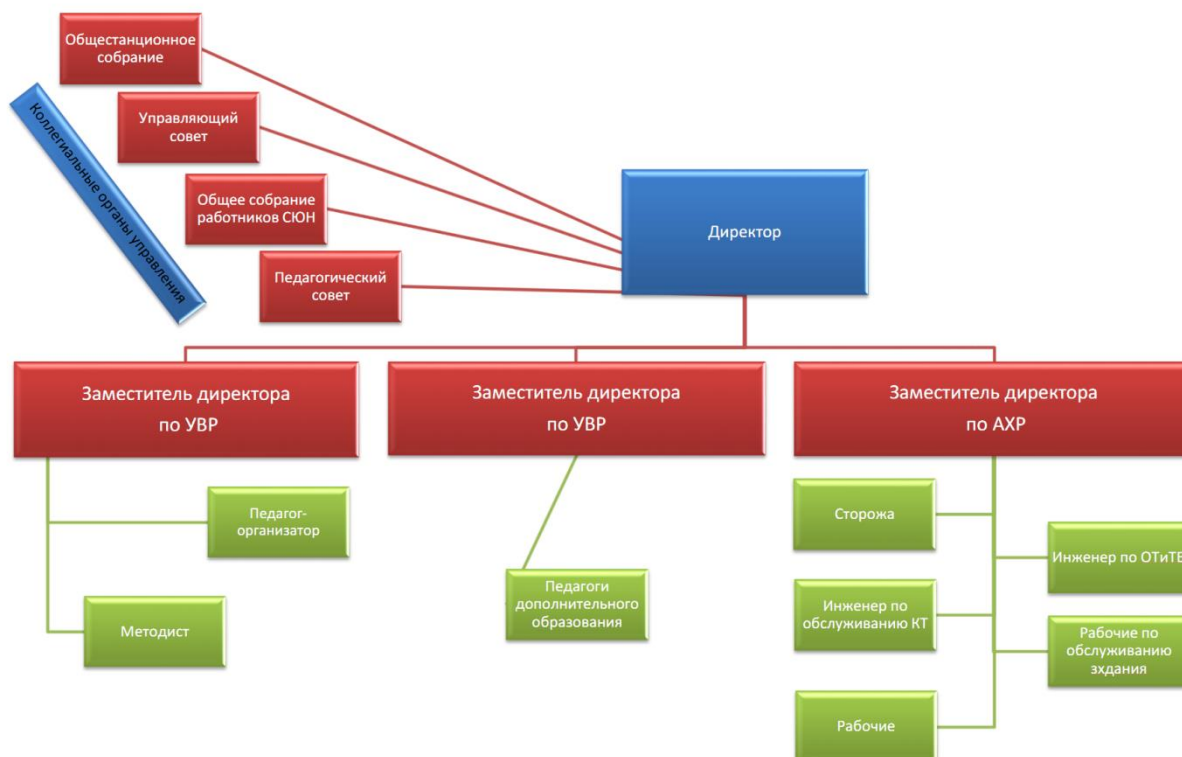 Общестанционное
собрание
Управляющий
совет
Коллегиальные органы управления
Общее собрание
работников СЮН
Педагогический
совет
Директор
Заместитель директора
по УВР
Заместитель директора
по УВР
Заместитель директора
по АХР
Педагог-
организатор
Методист
Педагоги
дополнительного
образования
Сторожа
Инженер по ОТиТБ
Инженер по
обслуживанию КТ
Рабочие по
обслуживанию
зхдания
Рабочие